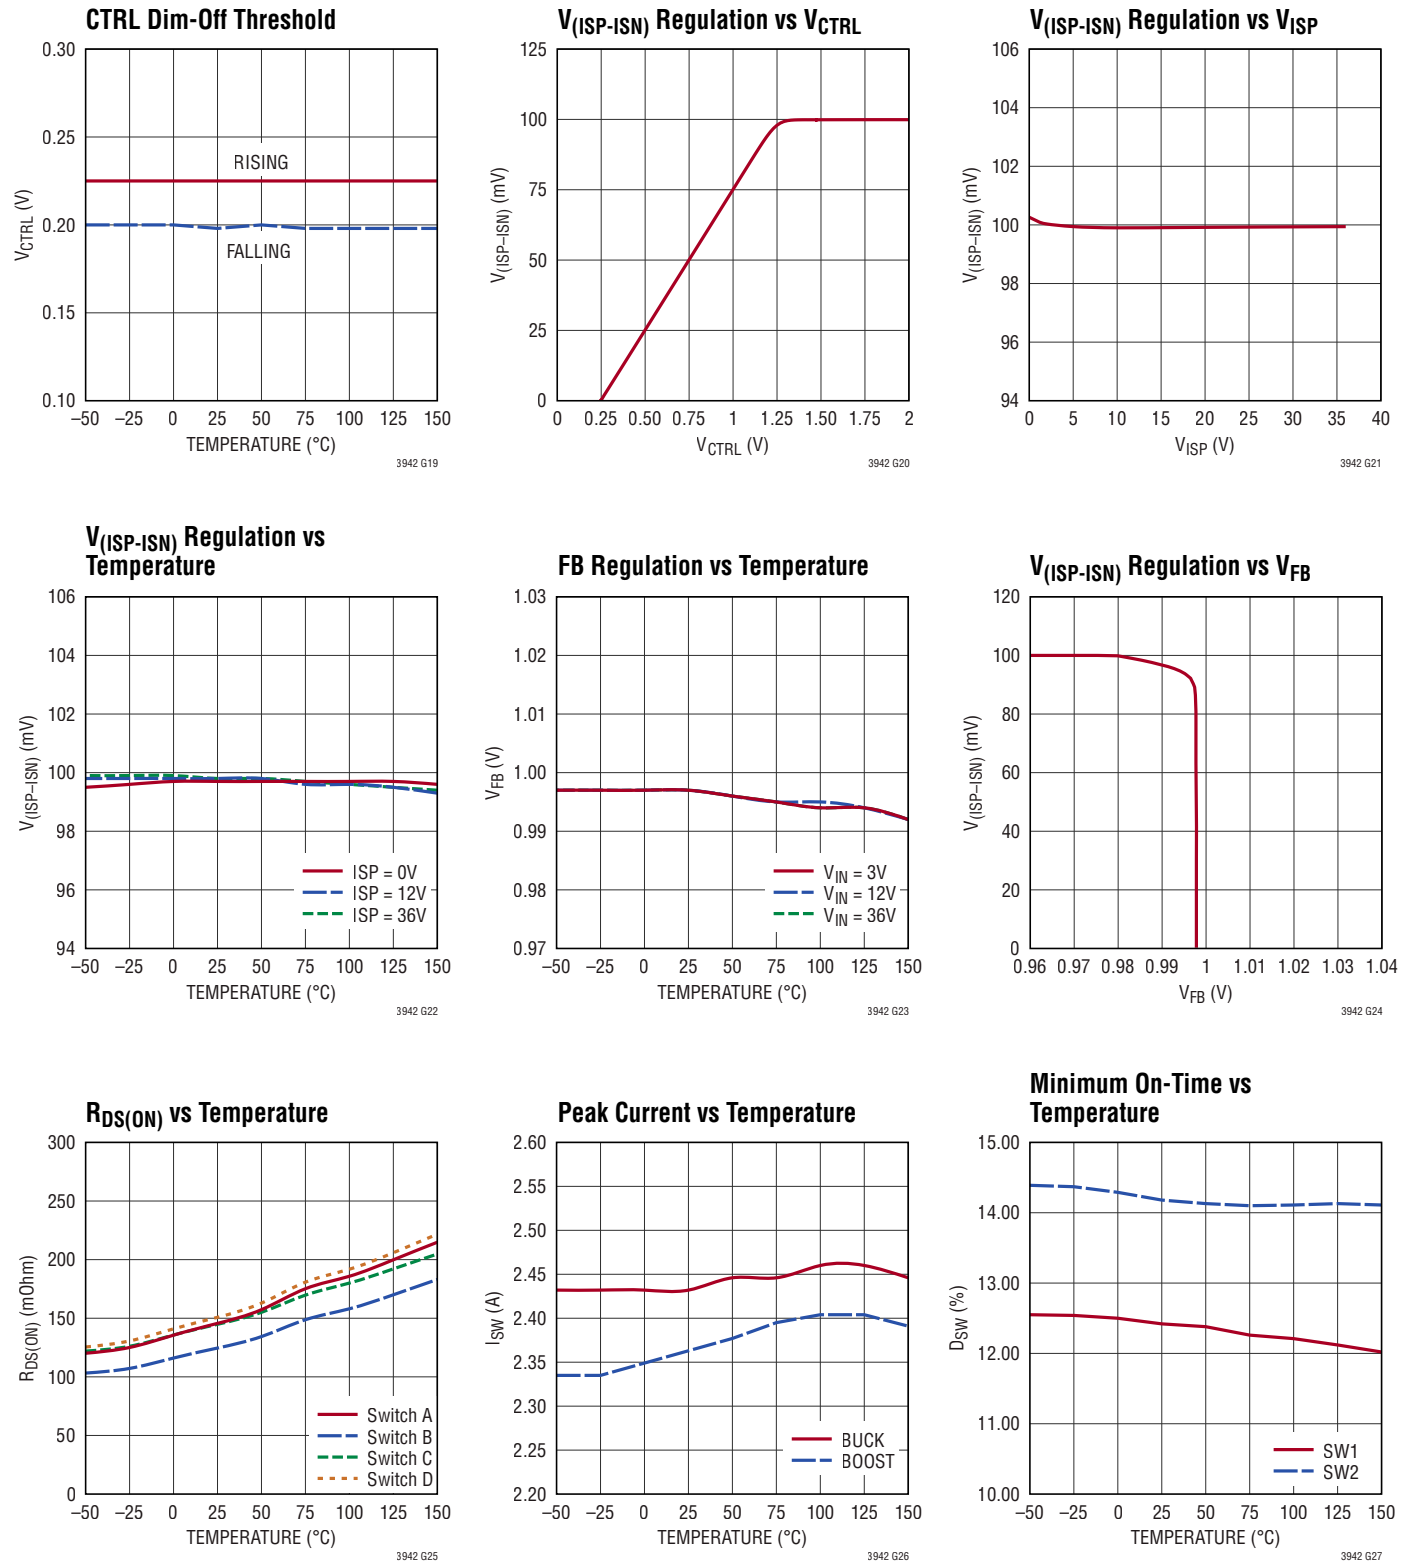 CTRL Dim-Off Threshold
0.30
0.25
0.20
0.15
0.10
VCTRL (V)
RISING
FALLING
–50 –25 0 25 50 75 100 125 150
TEMPERATURE (°C)
3942 G19
V(ISP-ISN) Regulation vs VCTRL
125
100
75
50
25
0
V(ISP–ISN) (mV)
0 0.25 0.50 0.75 1 1.25 1.50 1.75 2
VCTRL (V)
3942 G20
V(ISP-ISN) Regulation vs VISP
106
104
102
100
98
96
94
V(ISP–ISN) (mV)
0 5 10 15 20 25 30 35 40
VISP (V)
3942 G21
V(ISP-ISN) Regulation vs
Temperature
106
104
102
100
98
96
94
V(ISP–ISN) (mV)
ISP = 0V
ISP = 12V
ISP = 36V
–50 –25 0 25 50 75 100 125 150
TEMPERATURE (°C)
3942 G22
FB Regulation vs Temperature
1.03
1.02
1.01
1.00
0.99
0.98
0.97
VFB (V)
VIN = 3V
VIN = 12V
VIN = 36V
–50 –25 0 25 50 75 100 125 150
TEMPERATURE (°C)
3942 G23
V(ISP-ISN) Regulation vs VFB
120
100
80
60
40
20
0
V(ISP–ISN) (mV)
0.96 0.97 0.98 0.99 1 1.01 1.02 1.03 1.04
VFB (V)
3942 G24
RDS(ON) vs Temperature
300
250
200
150
100
50
0
RDS(ON) (mOhm)
Switch A
Switch B
Switch C
Switch D
–50 –25 0 25 50 75 100 125 150
TEMPERATURE (°C)
3942 G25
Peak Current vs Temperature
2.60
2.55
2.50
2.45
2.40
2.35
2.30
2.25
2.20
ISW (A)
BUCK
BOOST
–50 –25 0 25 50 75 100 125 150
TEMPERATURE (°C)
3942 G26
Minimum On-Time vs
Temperature
15.00
14.00
13.00
12.00
11.00
10.00
DSW (%)
SW1
SW2
–50 –25 0 25 50 75 100 125 150
TEMPERATURE (°C)
3942 G27